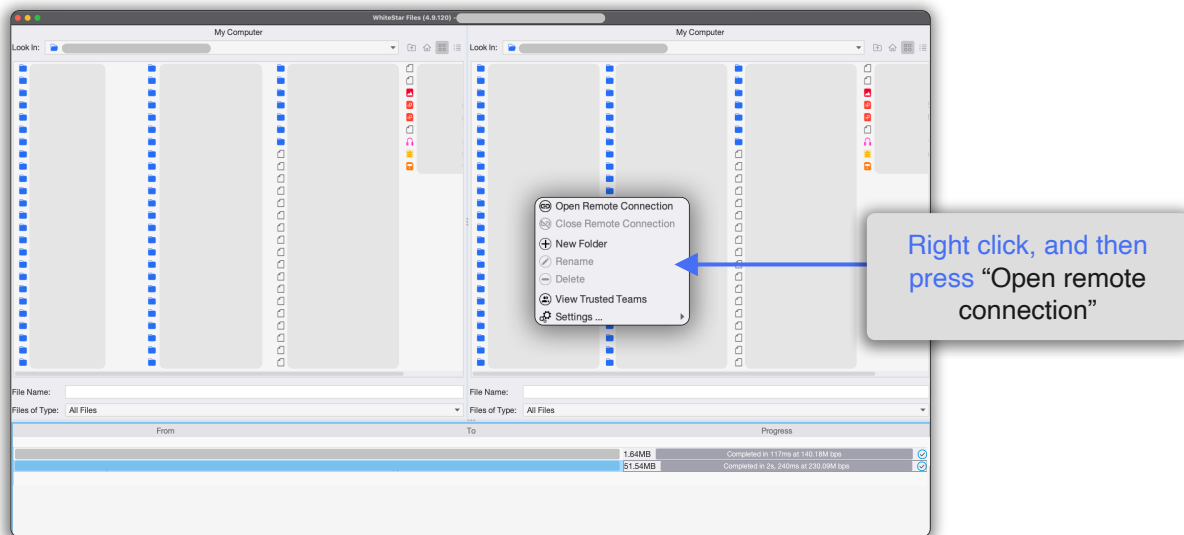 WhiteStar Files (4.9.120) -
My Computer
My Computer
Look In:
Look In:
Open Remote Connection
Close Remote Connection
New Folder
Rename
Delete
View Trusted Teams
Settings ...
Right click, and then
press “Open remote
connection”
File Name:
File Name:
Files of Type: All Files
Files of Type: All Files
From To Progress
1.64MB Completed in 117ms at 140.18M bps
51.54MB Completed in 2s, 240ms at 230.09M bps